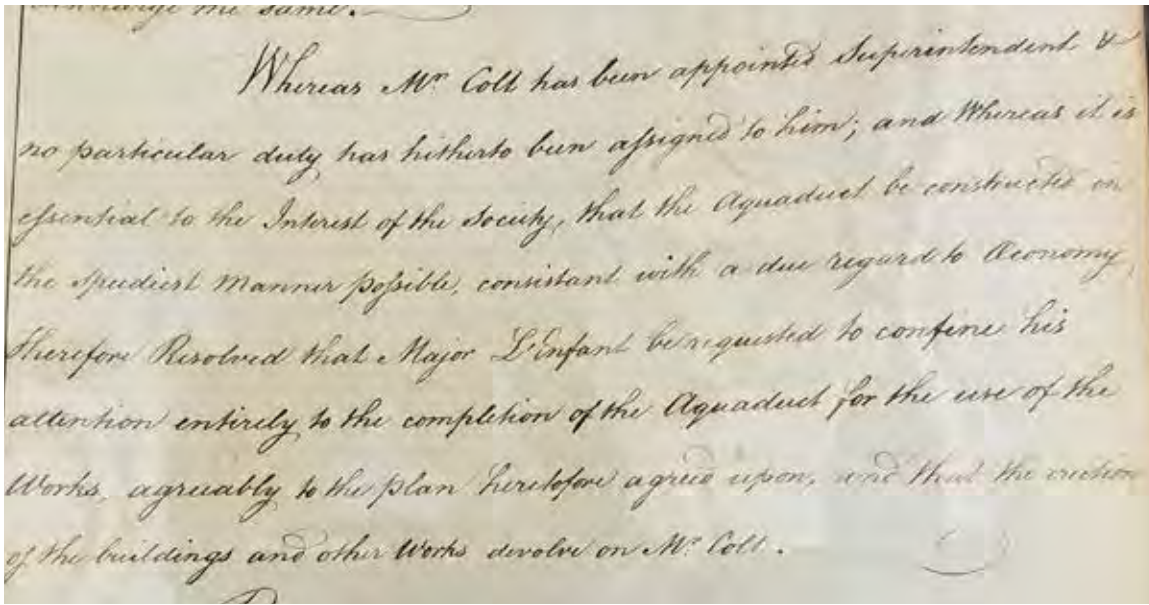 the same.
Whereas Mr. Colt has been appointed Superintendent &
no particular duty has hitherto been assigned to him; and Whereas it is
essential to the Interest of the Society, that the Aquaduct be constructed in
the speediest Manner possible, consistant with a due regard to Œconomy,
therefore Resolved that Major L'Enfant be requested to confine his
attention entirely to the completion of the Aquaduct for the use of the
Works, agreeably to the plan heretofore agreed upon, and that the erection
of the buildings and other Works devolve on Mr. Colt.